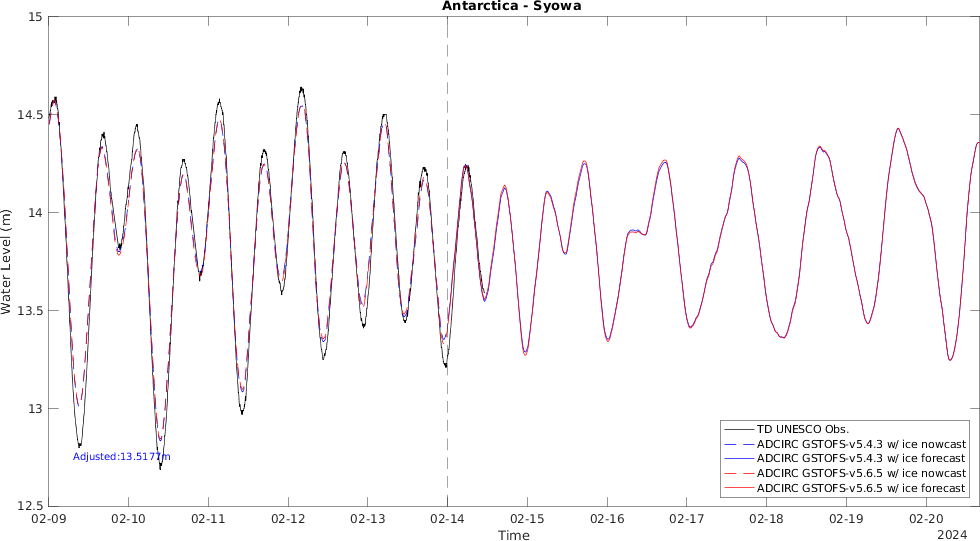 Antarctica - Syowa
Water Level (m)
15
14.5
14
13.5
13
12.5
Adjusted:13.5177m
TD UNESCO Obs.
ADCIRC GSTOFS-v5.4.3 w/ ice nowcast
ADCIRC GSTOFS-v5.4.3 w/ ice forecast
ADCIRC GSTOFS-v5.6.5 w/ ice nowcast
ADCIRC GSTOFS-v5.6.5 w/ ice forecast
02-09 02-10 02-11 02-12 02-13 02-14 02-15 02-16 02-17 02-18 02-19 02-20
Time
2024